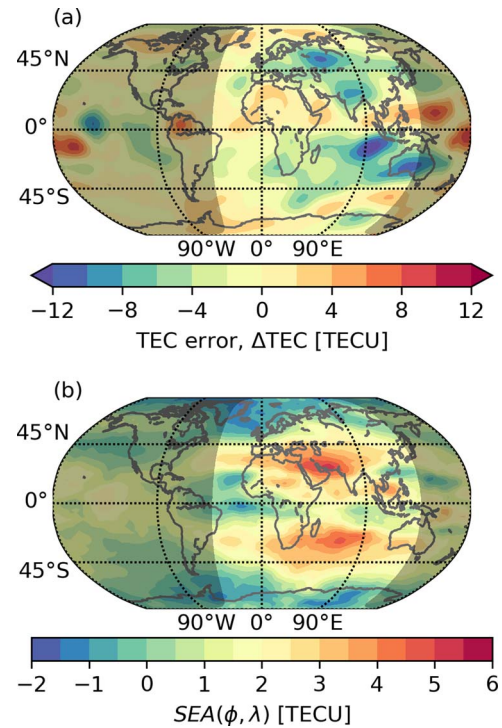 (a)
45°N
0°
45°S
90°W 0° 90°E
−12 −8 −4 0 4 8 12
TEC error, ΔTEC [TECU]
(b)
45°N
0°
45°S
90°W 0° 90°E
−2 −1 0 1 2 3 4 5 6
SEA(ϕ, λ) [TECU]